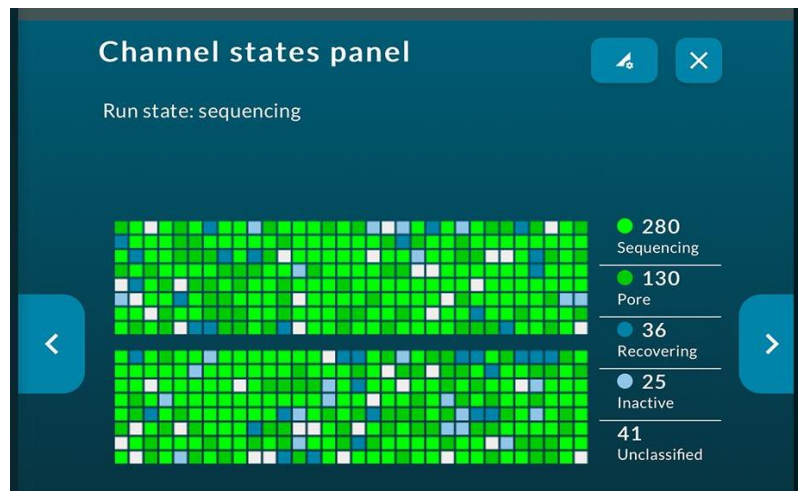 Channel states panel
Run state: sequencing
280
Sequencing
130
Pore
36
Recovering
25
Inactive
41
Unclassified